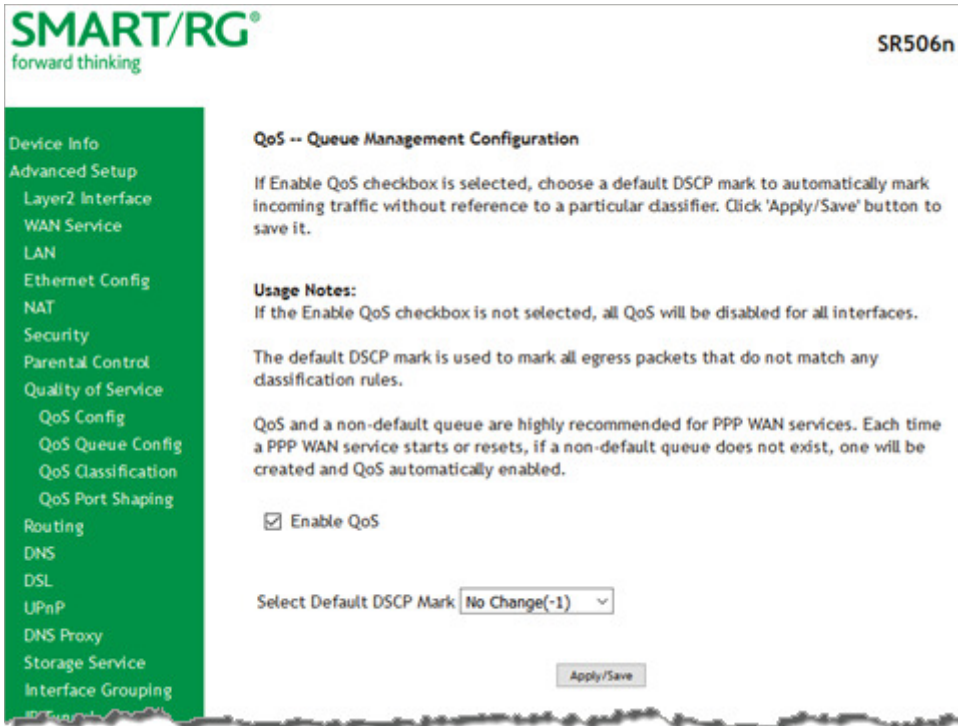 SMART/RG®
forward thinking
SR506n
Device Info
Advanced Setup
Layer2 Interface
WAN Service
LAN
Ethernet Config
NAT
Security
Parental Control
Quality of Service
QoS Config
QoS Queue Config
QoS Classification
QoS Port Shaping
Routing
DNS
DSL
UPnP
DNS Proxy
Storage Service
Interface Grouping
QoS -- Queue Management Configuration
If Enable QoS checkbox is selected, choose a default DSCP mark to automatically mark
incoming traffic without reference to a particular classifier. Click 'Apply/Save' button to
save it.
Usage Notes:
If the Enable QoS checkbox is not selected, all QoS will be disabled for all interfaces.
The default DSCP mark is used to mark all egress packets that do not match any
classification rules.
QoS and a non-default queue are highly recommended for PPP WAN services. Each time
a PPP WAN service starts or resets, if a non-default queue does not exist, one will be
created and QoS automatically enabled.
Enable QoS
Select Default DSCP Mark No Change(-1)
Apply/Save